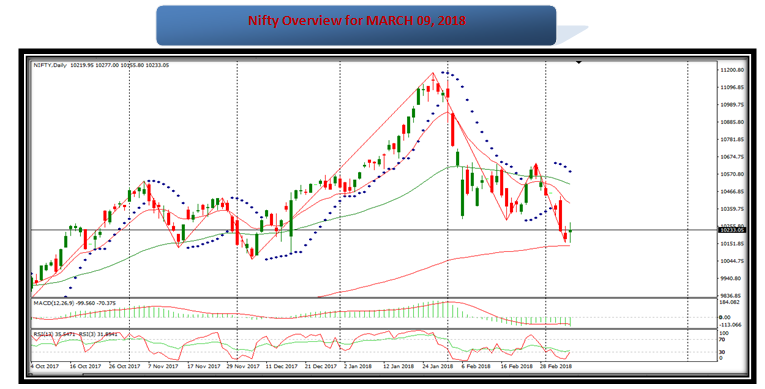 Nifty Overview for MARCH 09, 2018
NIFTY,Daily 10219.95 10277.00 10155.80 10233.05
11200.80
11096.85
10989.75
10885.80
10781.85
10674.75
10570.80
10466.85
10359.75
10233.05
10151.85
10044.75
9940.80
9836.85
MACD(12,26,9) -99.560 -70.375
184.082
0.00
-113.066
RSI(3) 31.8941
100
70
30
0
4 Oct 2017
16 Oct 2017
26 Oct 2017
7 Nov 2017
17 Nov 2017
29 Nov 2017
11 Dec 2017
21 Dec 2017
2 Jan 2018
12 Jan 2018
24 Jan 2018
6 Feb 2018
16 Feb 2018
28 Feb 2018